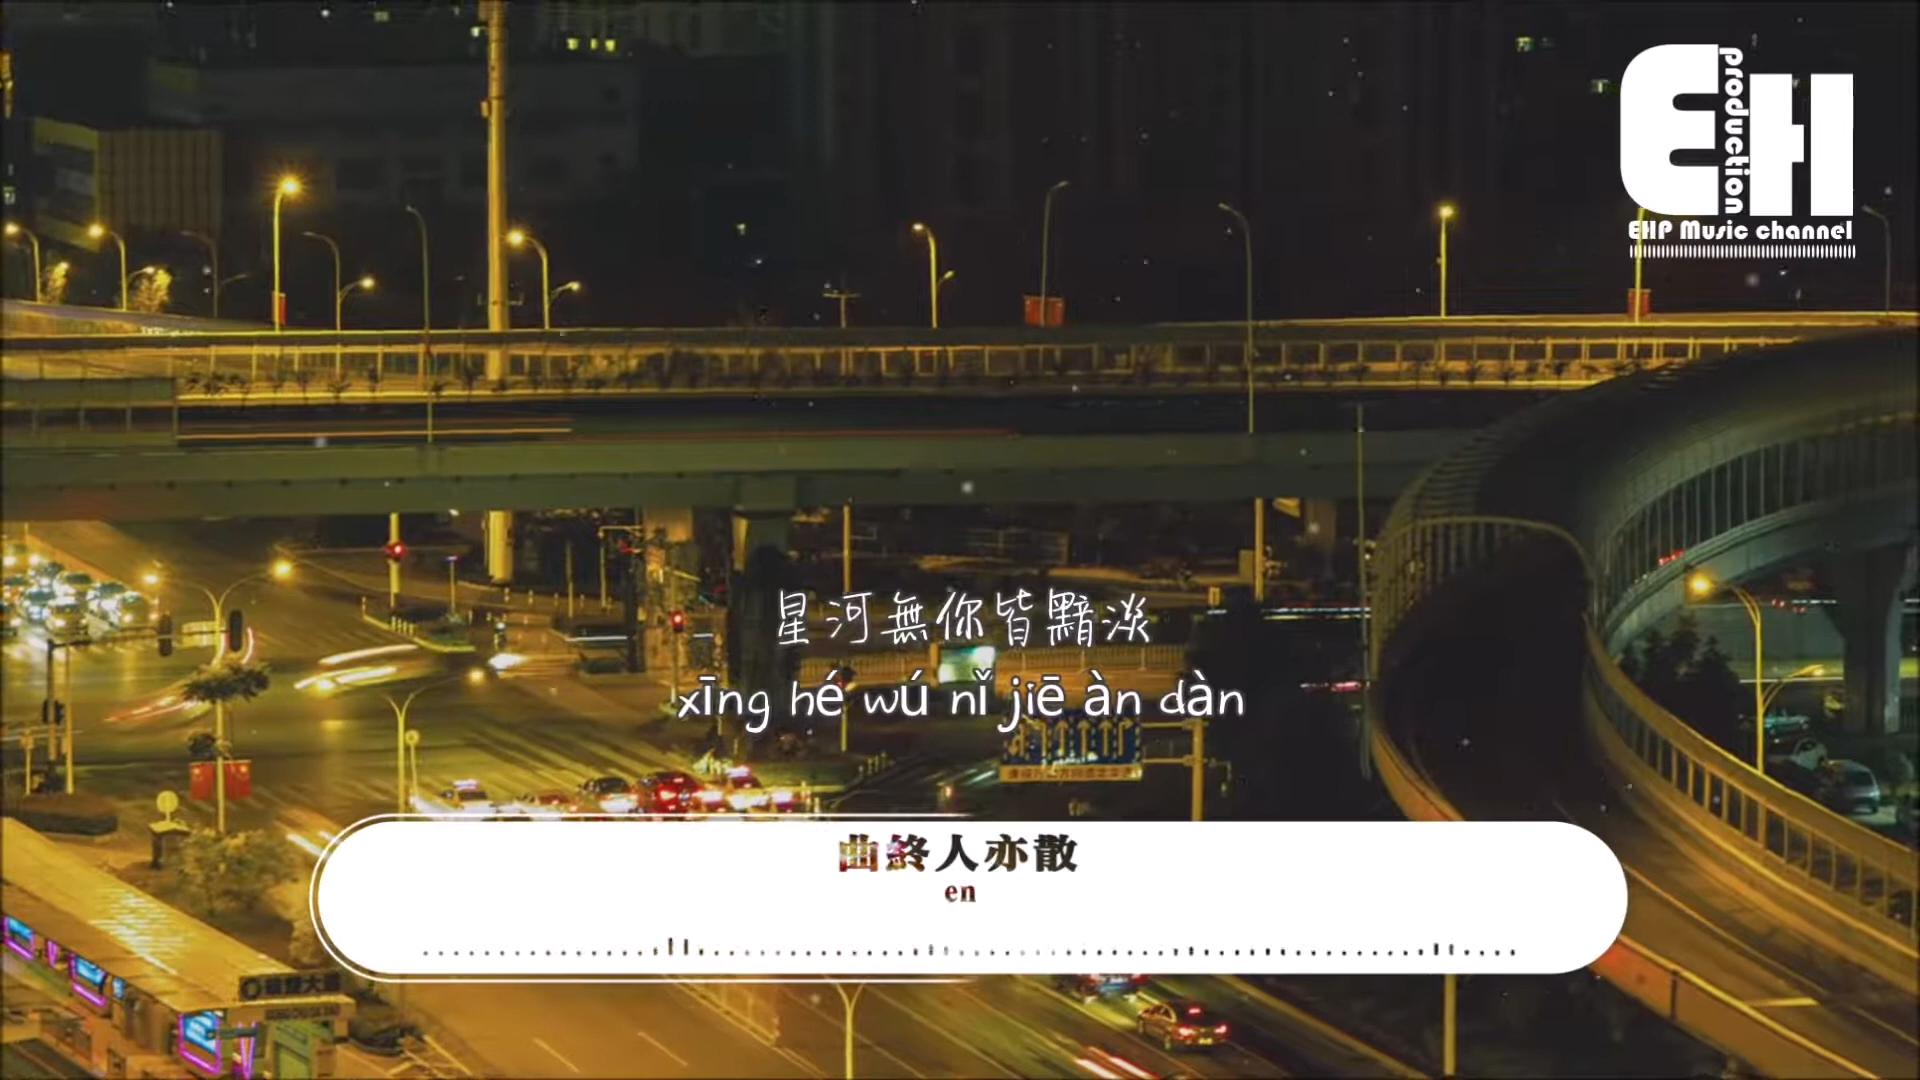 EH
production
EHP Music channel
星河無你皆黯淡
xīng hé wú nǐ jiē àn dàn
曲終人亦散
en